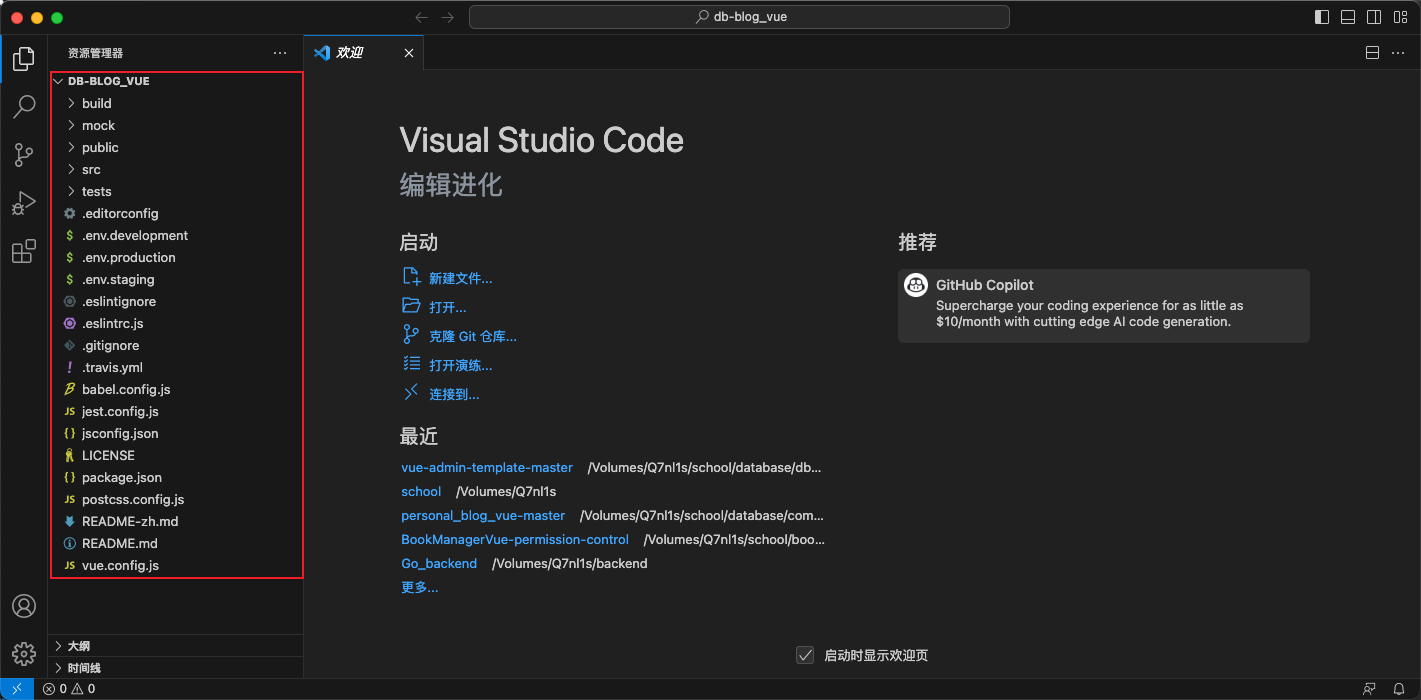 db-blog_vue
资源管理器
DB-BLOG_VUE
build
mock
public
src
tests
.editorconfig
$ .env.development
$ .env.production
$ .env.staging
.eslintignore
.eslintrc.js
.gitignore
! .travis.yml
babel.config.js
JS jest.config.js
{} jsconfig.json
LICENSE
{} package.json
JS postcss.config.js
README-zh.md
README.md
JS vue.config.js
大纲
时间线
欢迎
Visual Studio Code
编辑进化
启动
新建文件...
打开...
克隆 Git 仓库...
打开演练...
连接到...
最近
vue-admin-template-master /Volumes/Q7nl1s/school/database/db...
school /Volumes/Q7nl1s
personal_blog_vue-master /Volumes/Q7nl1s/school/database/com...
BookManagerVue-permission-control /Volumes/Q7nl1s/school/boo...
Go_backend /Volumes/Q7nl1s/backend
更多...
推荐
GitHub Copilot
Supercharge your coding experience for as little as
$10/month with cutting edge AI code generation.
启动时显示欢迎页
0 0